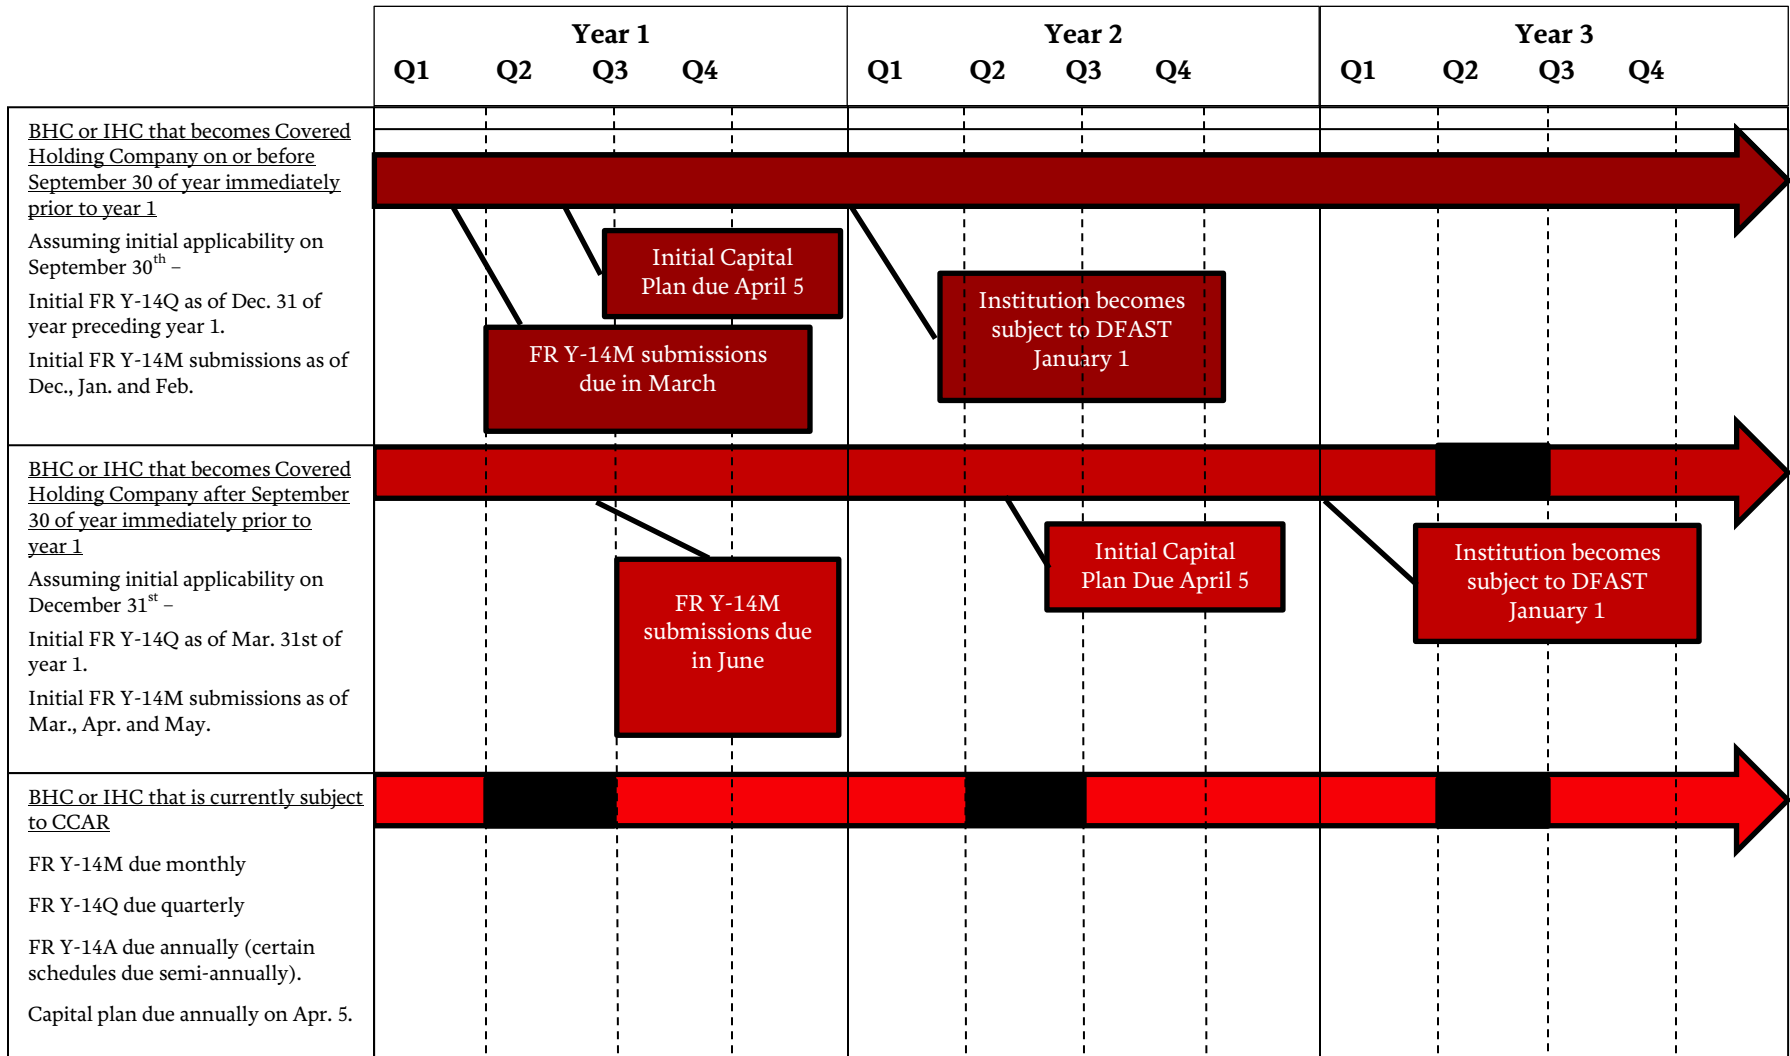 Year 1
Year 2
Year 3
Q1 Q2 Q3 Q4
Q1 Q2 Q3 Q4
Q1 Q2 Q3 Q4
BHC or IHC that becomes Covered
Holding Company on or before
September 30 of year immediately
prior to year 1
Assuming initial applicability on
September 30th –
Initial FR Y-14Q as of Dec. 31 of
year preceding year 1.
Initial FR Y-14M submissions as of
Dec., Jan. and Feb.
Initial Capital
Plan due April 5
FR Y-14M submissions
due in March
Institution becomes
subject to DFAST
January 1
BHC or IHC that becomes Covered
Holding Company after September
30 of year immediately prior to
year 1
Assuming initial applicability on
December 31st –
Initial FR Y-14Q as of Mar. 31st of
year 1.
Initial FR Y-14M submissions as of
Mar., Apr. and May.
FR Y-14M
submissions due
in June
Initial Capital
Plan Due April 5
Institution becomes
subject to DFAST
January 1
BHC or IHC that is currently subject
to CCAR
FR Y-14M due monthly
FR Y-14Q due quarterly
FR Y-14A due annually (certain
schedules due semi-annually).
Capital plan due annually on Apr. 5.